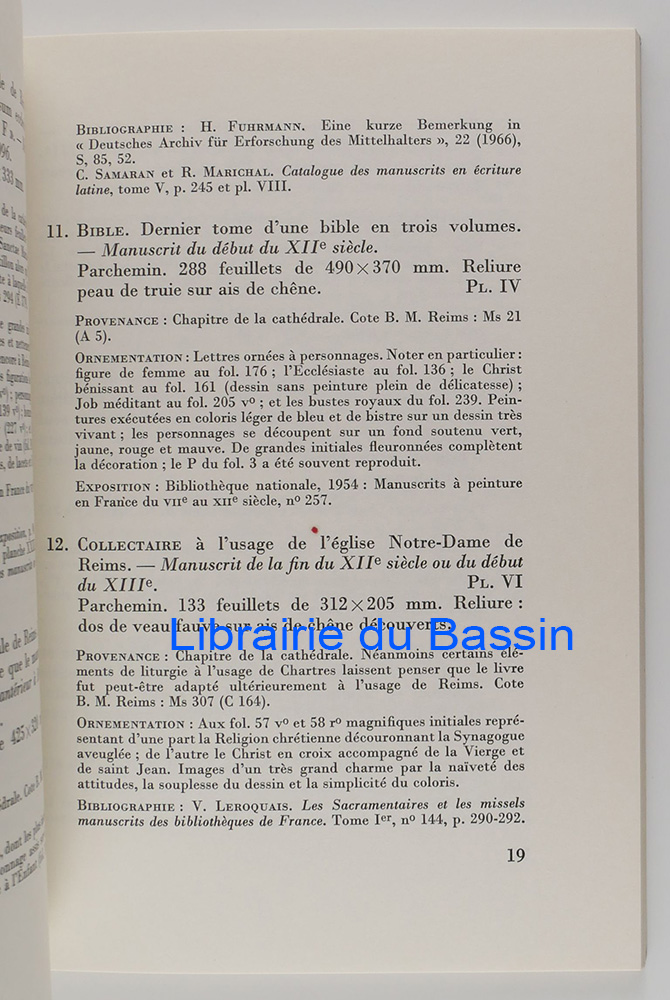 BIBLIOGRAPHIE : H. FUHRMANN. Eine kurze Bemerkung in
« Deutsches Archiv für Erforschung des Mittelhalters », 22 (1966),
S, 85, 52.
C. SAMARAN et R. MARICHAL. Catalogue des manuscrits en écriture
latine, tome V, p. 245 et pl. VIII.
11. BIBLE. Dernier tome d'une bible en trois volumes.
— Manuscrit du début du XIIe siècle.
Parchemin. 288 feuillets de 490×370 mm. Reliure
peau de truie sur ais de chêne. PL. IV
PROVENANCE : Chapitre de la cathédrale. Cote B. M. Reims : Ms 21
(A 5).
ORNEMENTATION : Lettres ornées à personnages. Noter en particulier :
figure de femme au fol. 176 ; l'Ecclésiaste au fol. 136 ; le Christ
bénissant au fol. 161 (dessin sans peinture plein de délicatesse) ;
Job méditant au fol. 205 vo ; et les bustes royaux du fol. 239. Pein-
tures exécutées en coloris léger de bleu et de bistre sur un dessin très
vivant ; les personnages se découpent sur un fond soutenu vert,
jaune, rouge et mauve. De grandes initiales fleuronnées complètent
la décoration ; le P du fol. 3 a été souvent reproduit.
EXPOSITION : Bibliothèque nationale, 1954 : Manuscrits à peinture
en France du VIIe au XIIe siècle, no 257.
12. COLLECTAIRE à l'usage de l'église Notre-Dame de
Reims. — Manuscrit de la fin du XIIe siècle ou du début
du XIIIe. PL. VI
Parchemin. 133 feuillets de 312×205 mm. Reliure :
dos de veau fauve sur ais de chêne découverts.
Librairie du Bassin
PROVENANCE : Chapitre de la cathédrale. Néanmoins certains élé-
ments de liturgie à l'usage de Chartres laissent penser que le livre
fut peut-être adapté ultérieurement à l'usage de Reims. Cote
B. M. Reims : Ms 307 (C 164).
ORNEMENTATION : Aux fol. 57 vo et 58 ro magnifiques initiales repré-
sentant d'une part la Religion chrétienne découronnant la Synagogue
aveuglée ; de l'autre le Christ en croix accompagné de la Vierge et
de saint Jean. Images d'un très grand charme par la naïveté des
attitudes, la souplesse du dessin et la simplicité du coloris.
BIBLIOGRAPHIE : V. LEROQUAIS. Les Sacramentaires et les missels
manuscrits des bibliothèques de France. Tome Ier, no 144, p. 290-292.
19